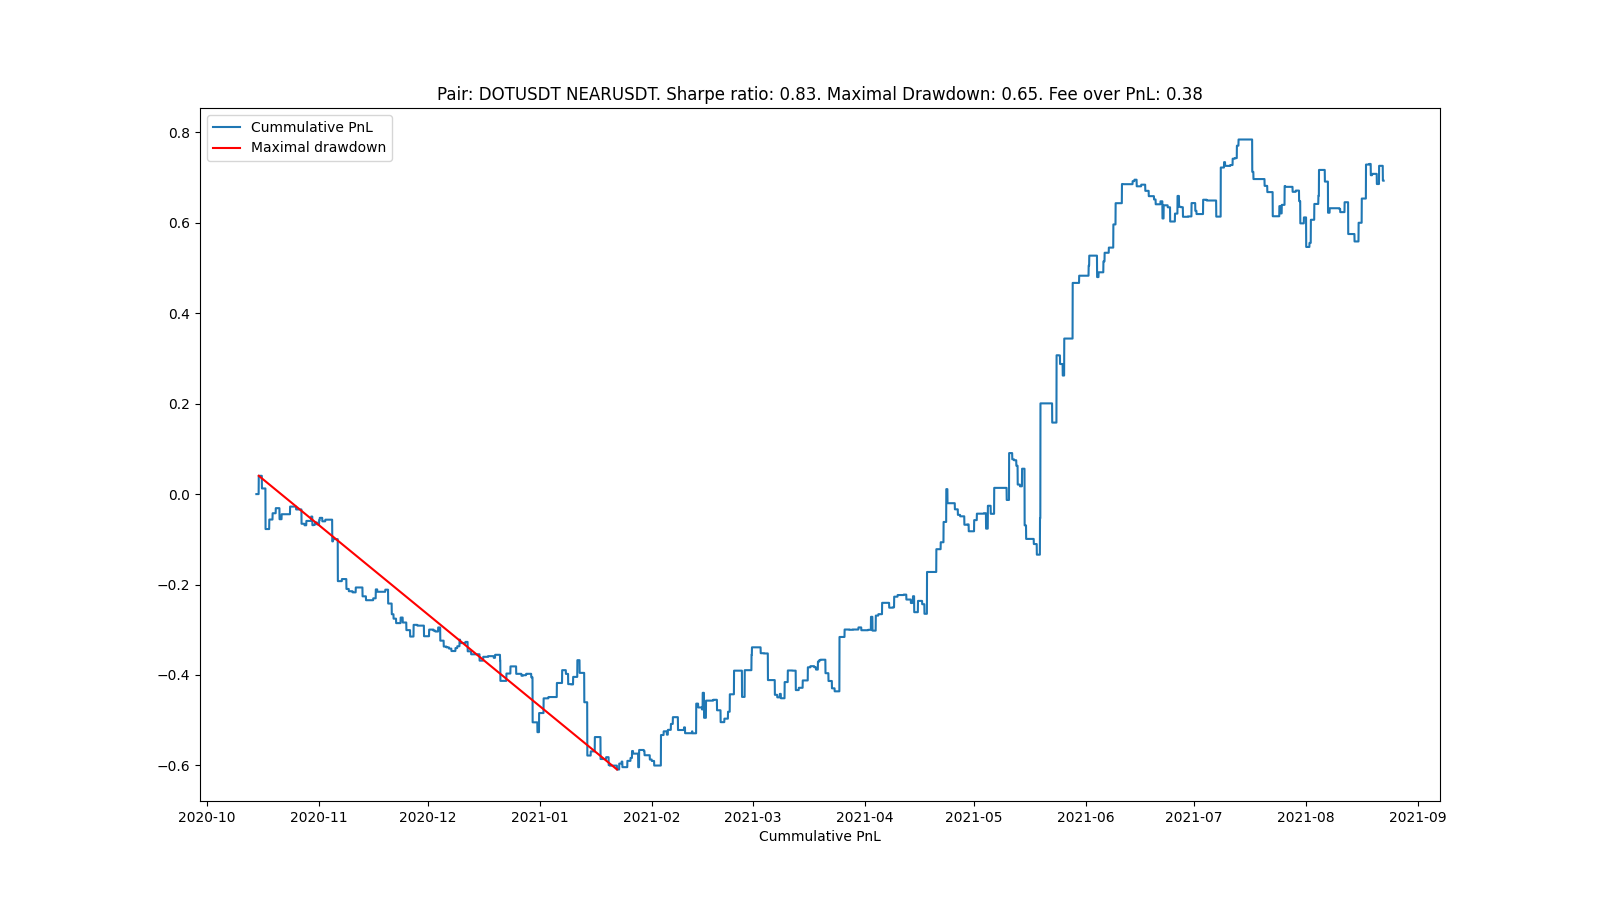 Pair: DOTUSDT NEARUSDT. Sharpe ratio: 0.83. Maximal Drawdown: 0.65. Fee over PnL: 0.38
Cummulative PnL
Maximal drawdown
0.8
0.6
0.4
0.2
0.0
−0.2
−0.4
−0.6
2020-10 2020-11 2020-12 2021-01 2021-02 2021-03 2021-04 2021-05 2021-06 2021-07 2021-08 2021-09
Cummulative PnL